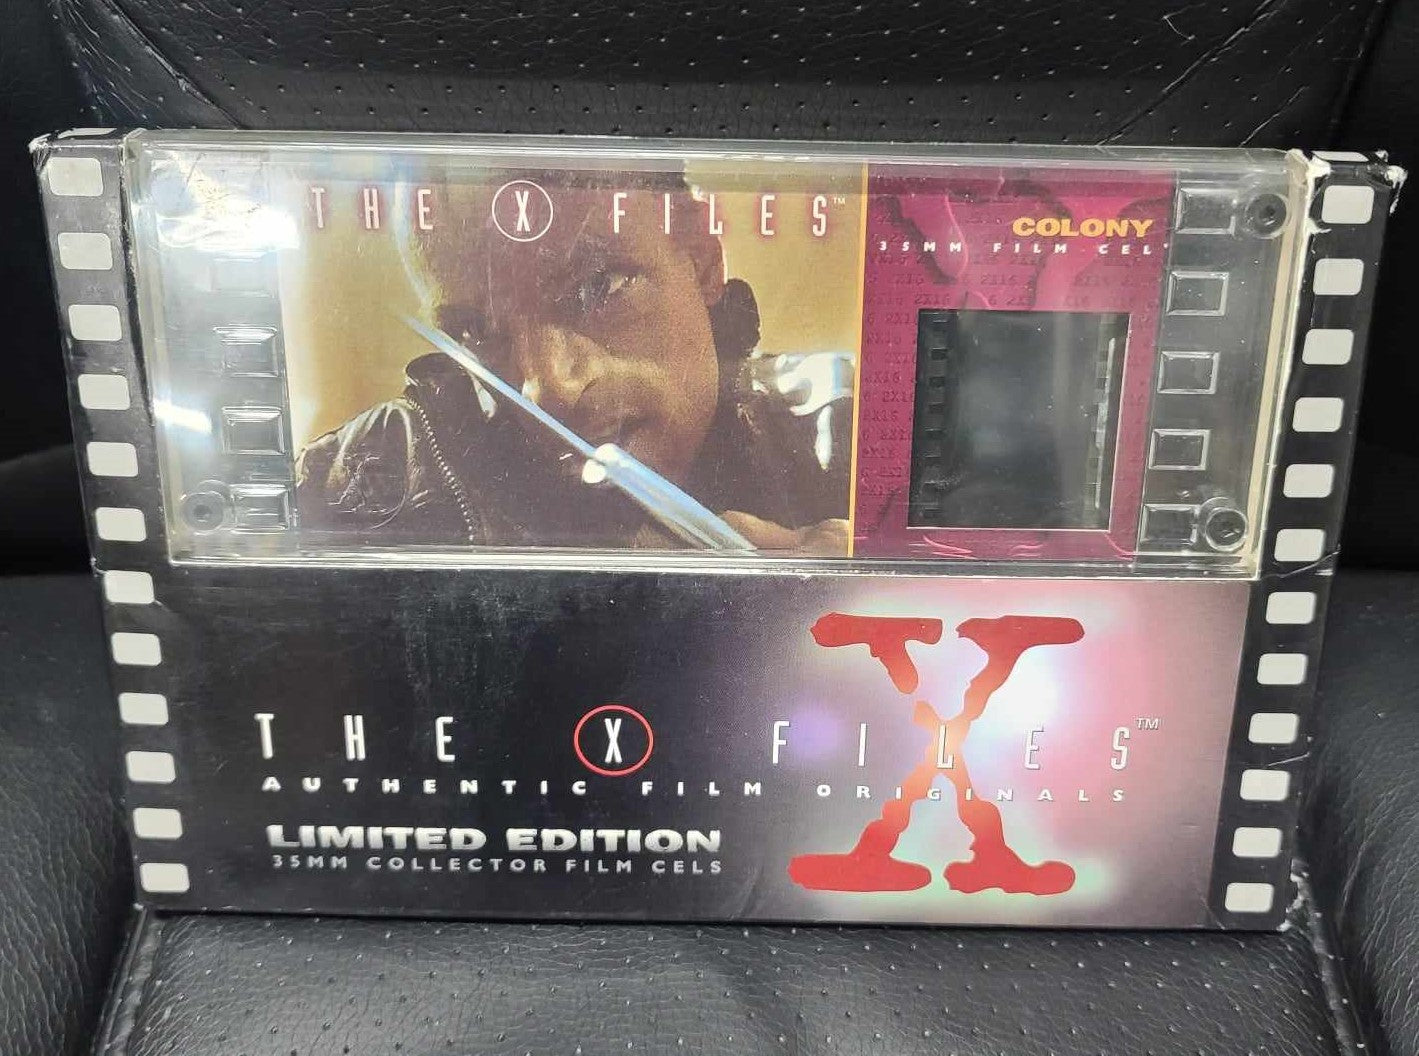 THE X FILES™
COLONY
35MM FILM CEL
THE X FILES™
AUTHENTIC FILM ORIGINALS
LIMITED EDITION
35MM COLLECTOR FILM CELS
X